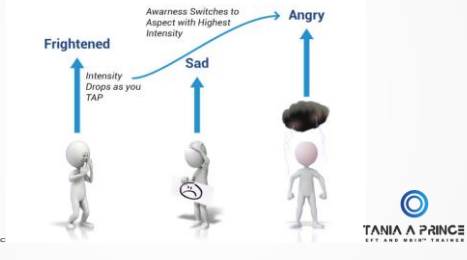 Awarness Switches to
Aspect with Highest
Intensity
Angry
Frightened
Sad
Intensity
Drops as you
TAP
TANIA A PRINCE
EFT AND MBIR™ TRAINER
c